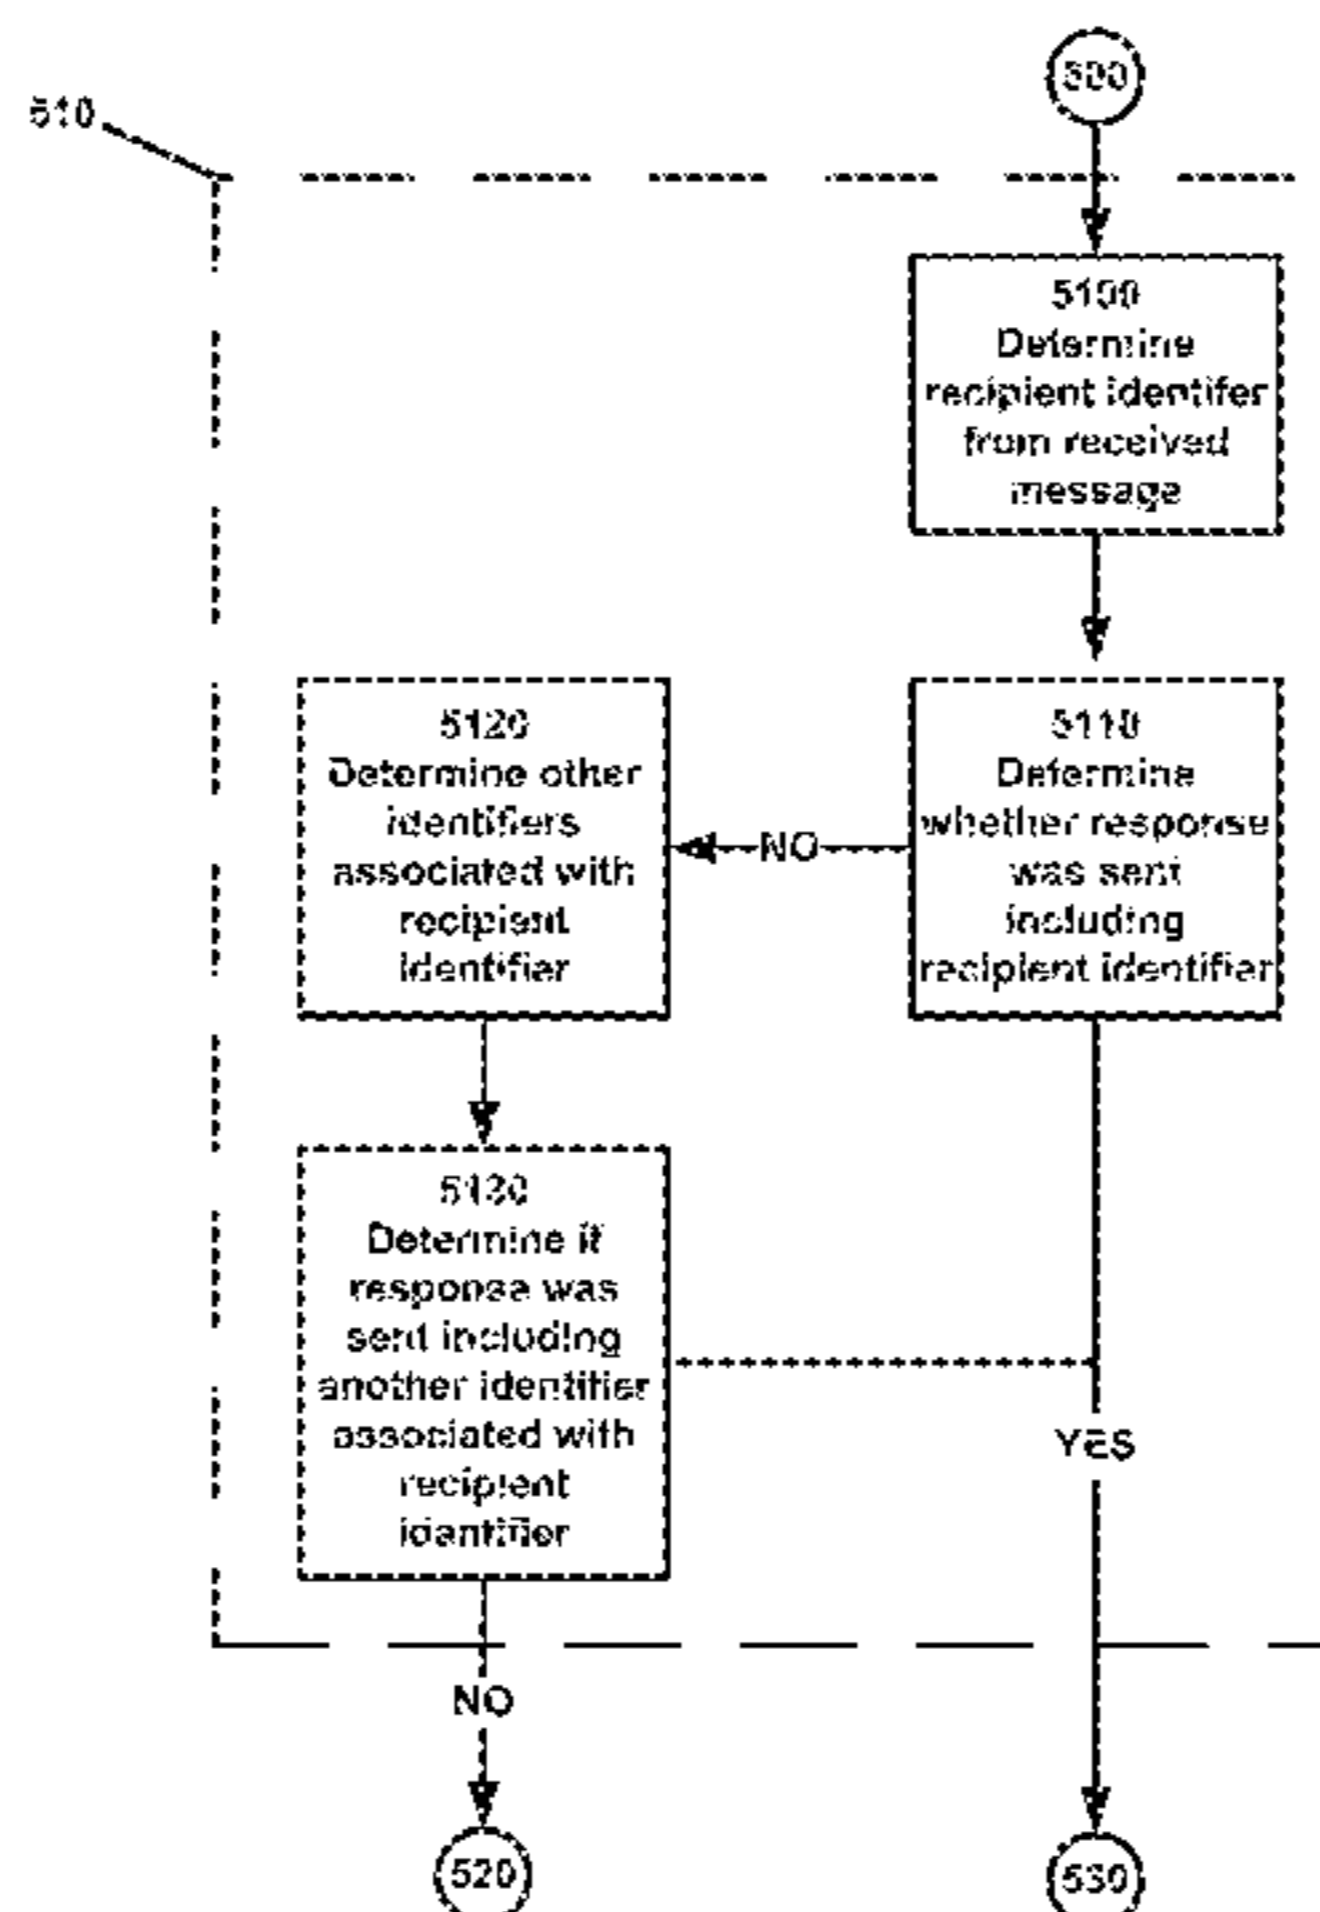 510
500
5100
Determine
recipient identifer
from received
message
5110
Determine
whether response
was sent
including
recipient identifier
NO
5120
Determine other
identifiers
associated with
recipient
identifier
5130
Determine if
response was
sent including
another identifier
associated with
recipient
identifier
YES
NO
520
530